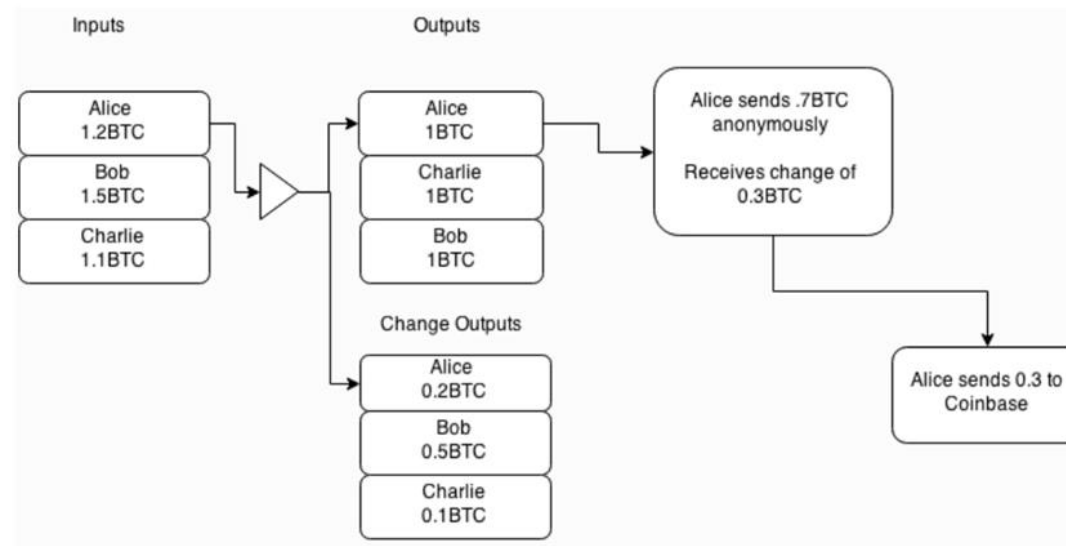 Inputs
Outputs
Alice
1.2BTC
Bob
1.5BTC
Charlie
1.1BTC
Alice
1BTC
Charlie
1BTC
Bob
1BTC
Alice sends .7BTC
anonymously
Receives change of
0.3BTC
Change Outputs
Alice
0.2BTC
Bob
0.5BTC
Charlie
0.1BTC
Alice sends 0.3 to
Coinbase